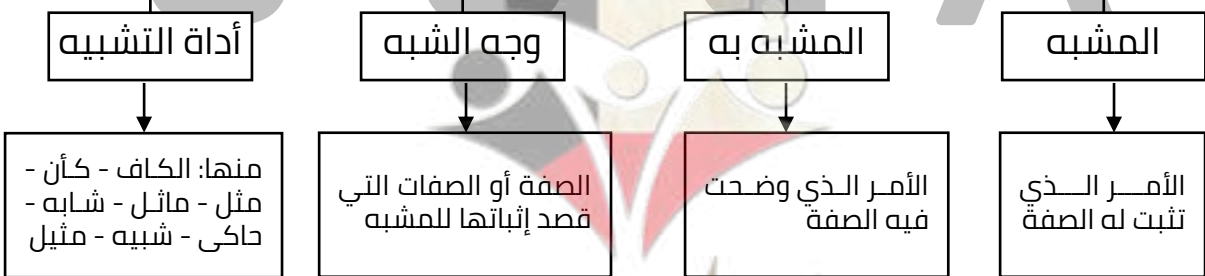 المشبه
المشبه به
وجه الشبه
أداة التشبيه
الأمر الذي
تثبت له الصفة
الأمر الذي وضحت
فيه الصفة
الصفة أو الصفات التي
قصد إثباتها للمشبه
منها: الكاف - كأن -
مثل - ماثل - شابه -
حاكى - شبيه - مثيل